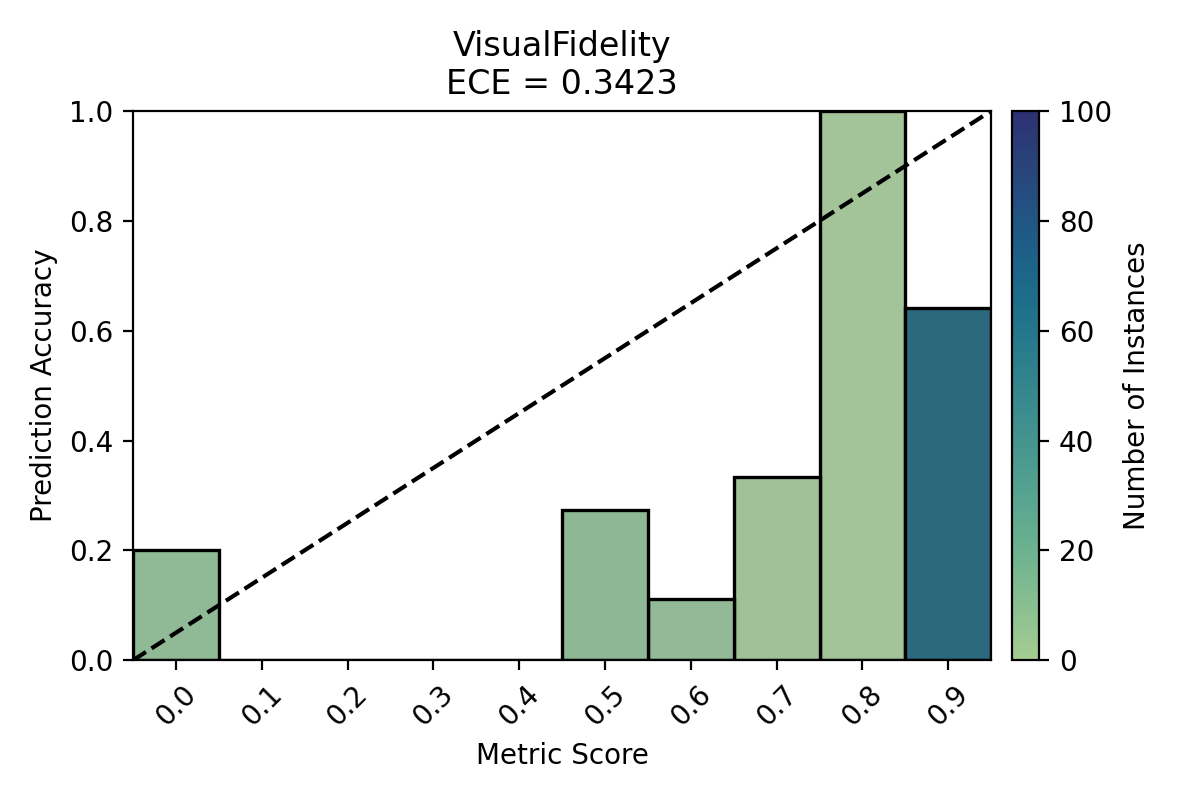 VisualFidelity
ECE = 0.3423
1.0
0.8
0.6
0.4
0.2
0.0
Prediction Accuracy
0.0 0.1 0.2 0.3 0.4 0.5 0.6 0.7 0.8 0.9
Metric Score
100
80
60
40
20
0
Number of Instances